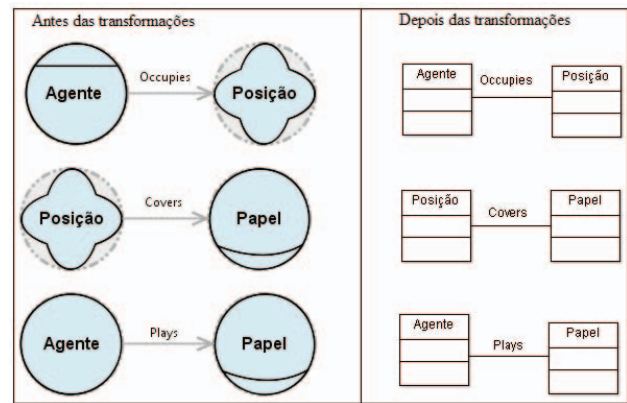 Antes das transformações
Agente Occupies Posição
Posição Covers Papel
Agente Plays Papel
Depois das transformações
Agente Occupies Posição
Posição Covers Papel
Agente Plays Papel